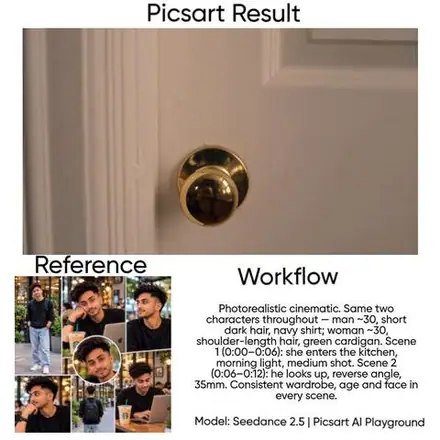 Picsart Result
Reference
Workflow
Photorealistic cinematic. Same two
characters throughout — man ~30, short
dark hair, navy shirt; woman ~30,
shoulder-length hair, green cardigan. Scene
1 (0:00–0:06): she enters the kitchen,
morning light, medium shot. Scene 2
(0:06–0:12): he looks up, reverse angle,
35mm. Consistent wardrobe, age and face in
every scene.
Model: Seedance 2.5 | Picsart AI Playground